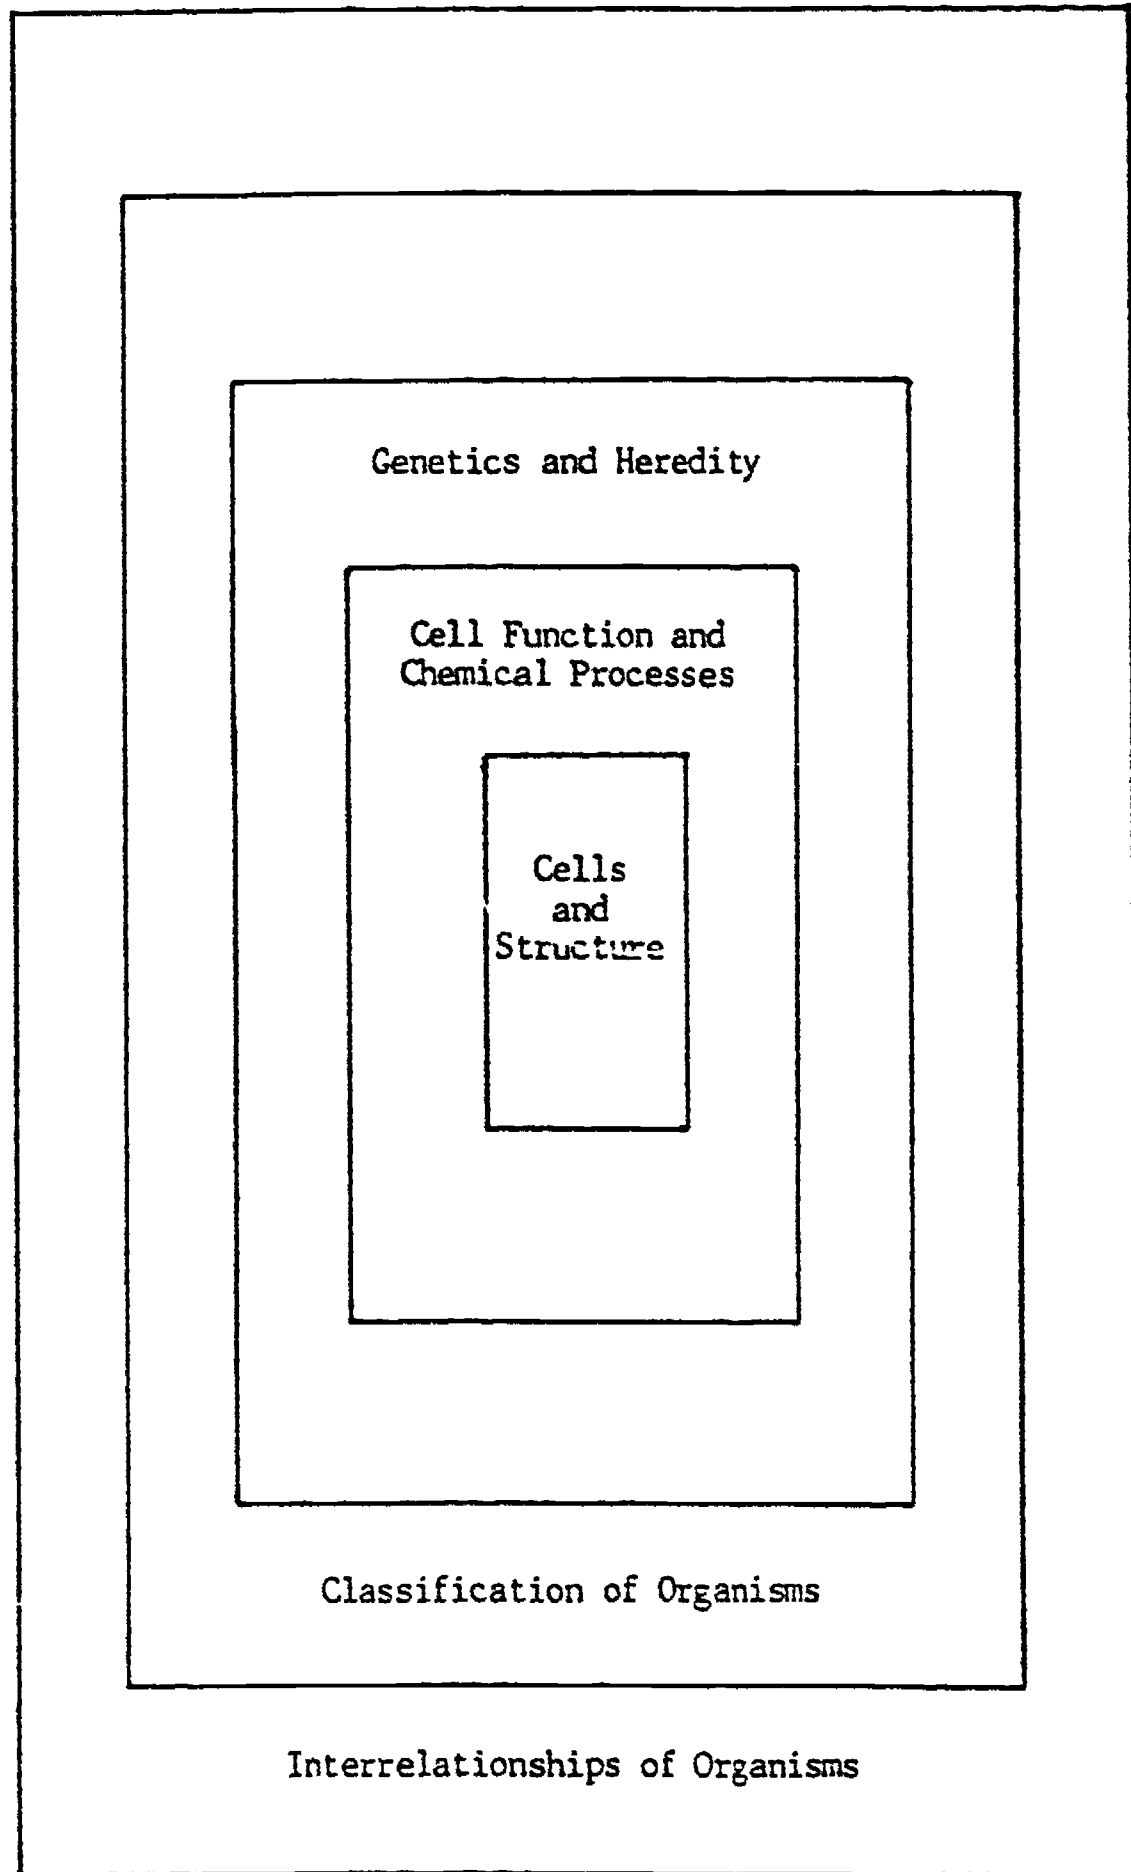 Genetics and Heredity
Cell Function and
Chemical Processes
Cells
and
Structure
Classification of Organisms
Interrelationships of Organisms